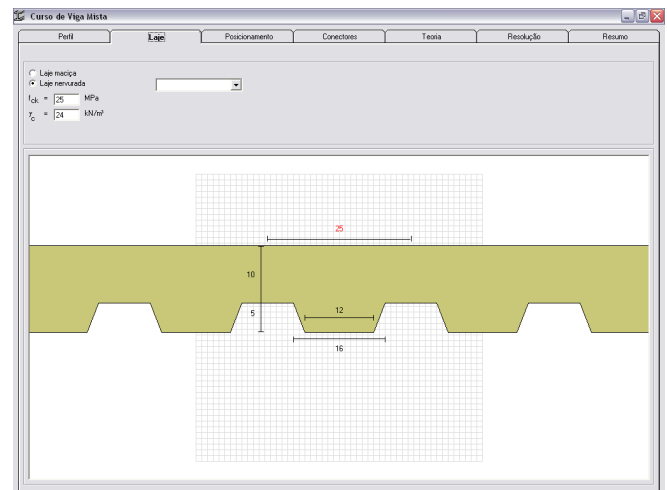 Curso de Viga Mista
Perfil
Laje
Posicionamento
Conectores
Teoria
Resolução
Resumo
Laje maciça
Laje nervurada
fck = 25 MPa
γc = 24 kN/m³
25
10
5
12
16